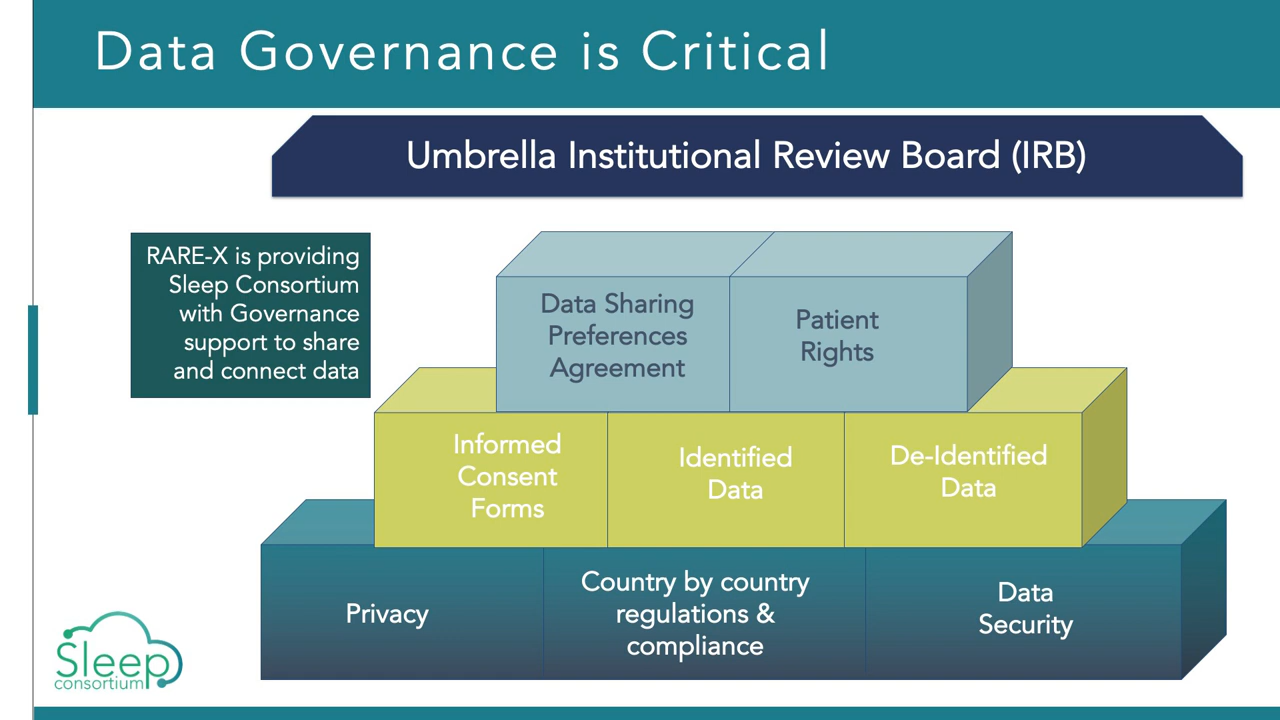 Data Governance is Critical
Umbrella Institutional Review Board (IRB)
RARE-X is providing
Sleep Consortium
with Governance
support to share
and connect data
Data Sharing
Preferences
Agreement
Patient
Rights
Informed
Consent
Forms
Identified
Data
De-Identified
Data
Privacy
Country by country
regulations &
compliance
Data
Security
Sleep
consortium